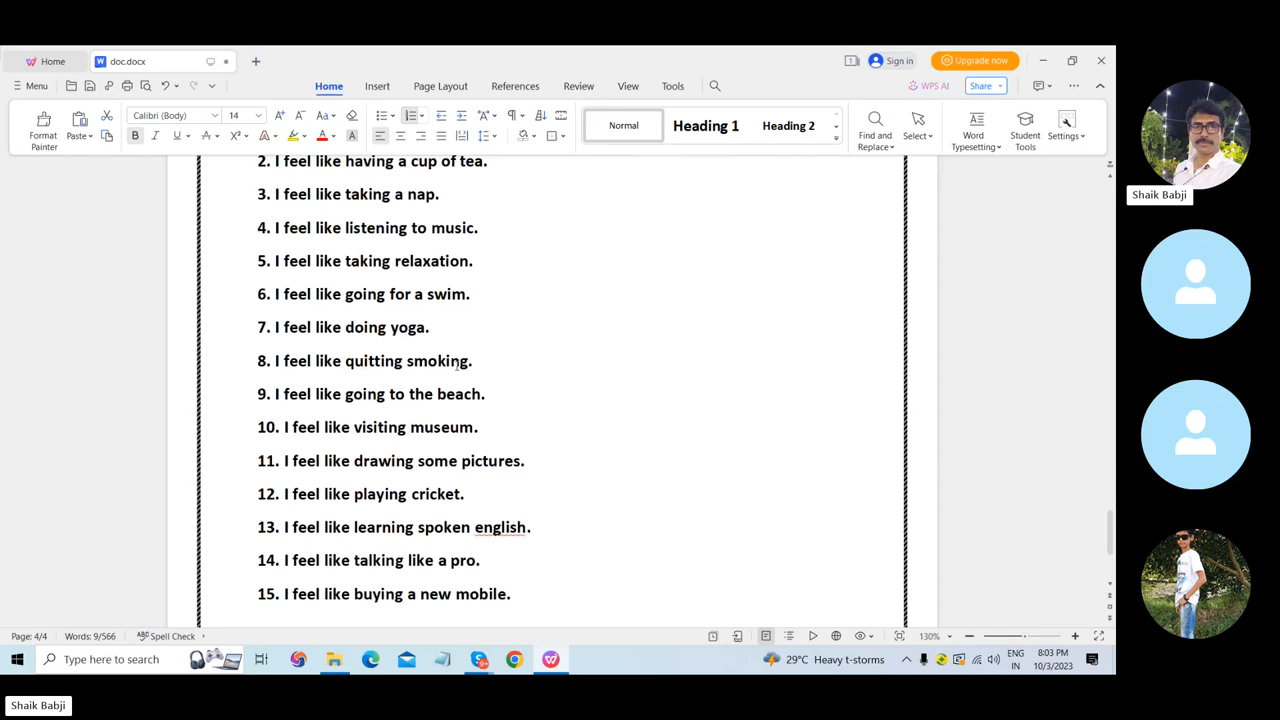 Home
doc.docx
Sign in
Upgrade now
Menu
Home
Insert
Page Layout
References
Review
View
Tools
WPS AI
Share
Format Painter
Paste
Calibri (Body)
14
Normal
Heading 1
Heading 2
Find and Replace
Select
Word Typesetting
Student Tools
Settings
2. I feel like having a cup of tea.
3. I feel like taking a nap.
4. I feel like listening to music.
5. I feel like taking relaxation.
6. I feel like going for a swim.
7. I feel like doing yoga.
8. I feel like quitting smoking.
9. I feel like going to the beach.
10. I feel like visiting museum.
11. I feel like drawing some pictures.
12. I feel like playing cricket.
13. I feel like learning spoken english.
14. I feel like talking like a pro.
15. I feel like buying a new mobile.
Page: 4/4
Words: 9/566
Spell Check
130%
Type here to search
29°C Heavy t-storms
ENG
IN
8:03 PM
10/3/2023
Shaik Babji
Shaik Babji